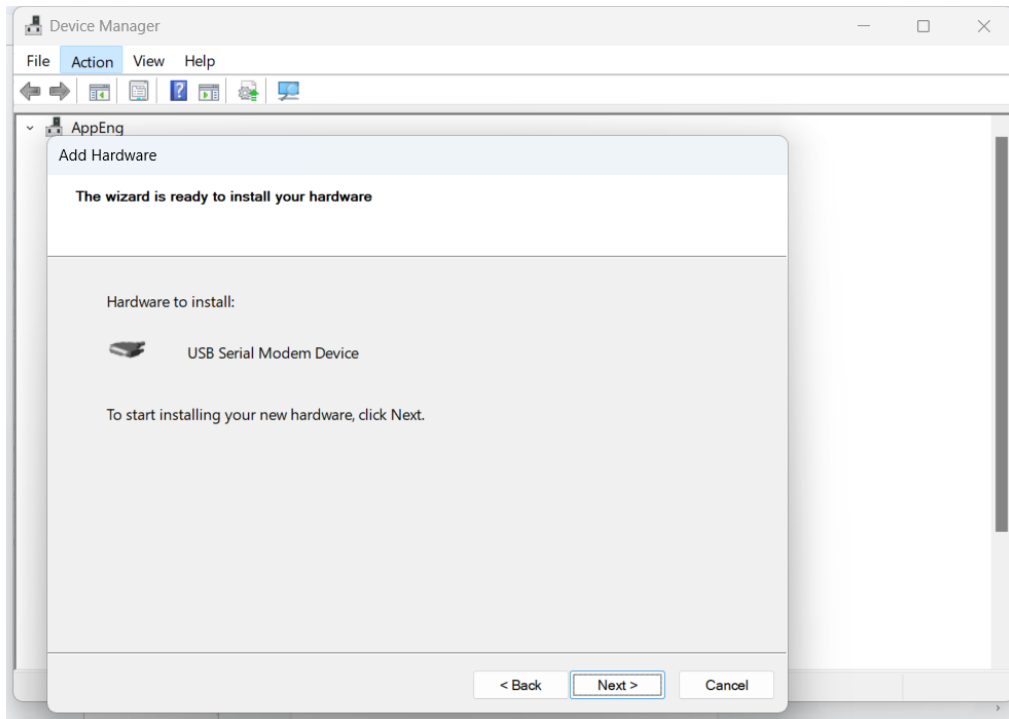 Device Manager
File Action View Help
AppEng
Add Hardware
The wizard is ready to install your hardware
Hardware to install:
USB Serial Modem Device
To start installing your new hardware, click Next.
< Back Next > Cancel